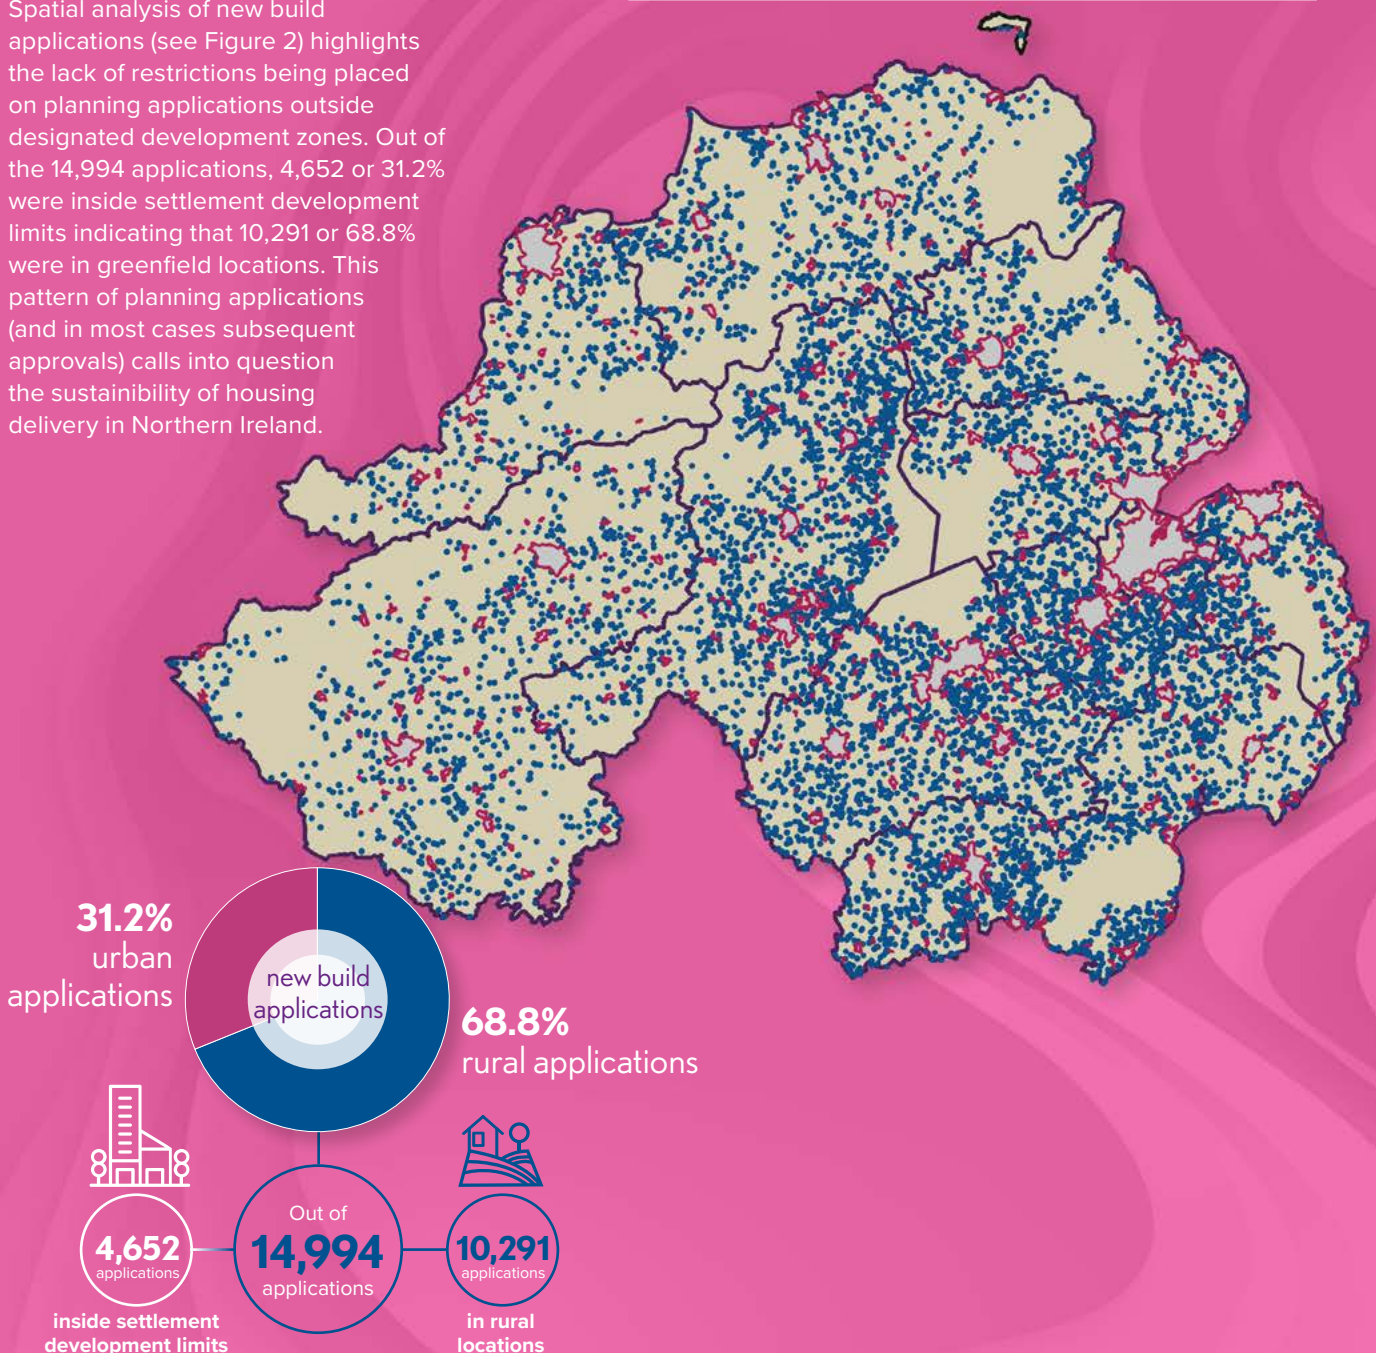 Spatial analysis of new build
applications (see Figure 2) highlights
the lack of restrictions being placed
on planning applications outside
designated development zones. Out of
the 14,994 applications, 4,652 or 31.2%
were inside settlement development
limits indicating that 10,291 or 68.8%
were in greenfield locations. This
pattern of planning applications
(and in most cases subsequent
approvals) calls into question
the sustainibility of housing
delivery in Northern Ireland.
31.2%
urban
applications
new build
applications
68.8%
rural applications
4,652
applications
inside settlement
development limits
Out of
14,994
applications
10,291
applications
in rural
locations